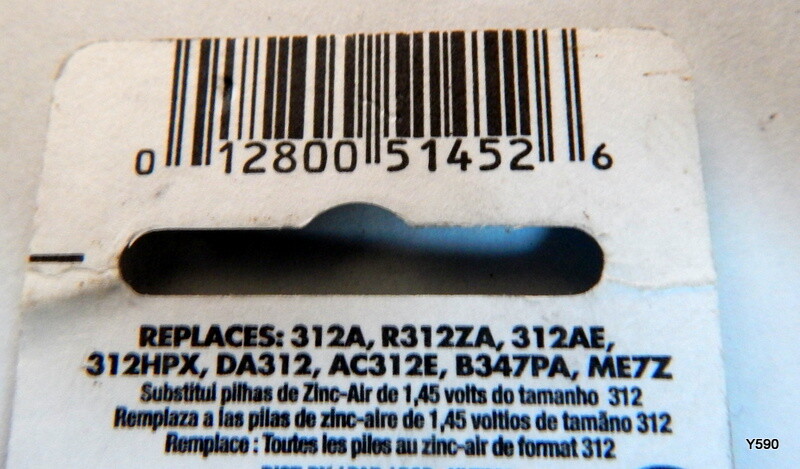 0 12800 51452 6
REPLACES: 312A, R312ZA, 312AE,
312HPX, DA312, AC312E, B347PA, ME7Z
Substitui pilhas de Zinc-Air de 1,45 volts do tamanho 312
Remplaza a las pilas de zinc-aire de 1,45 voltios de tamãno 312
Remplace : Toutes les piles au zinc-air de format 312
Y590